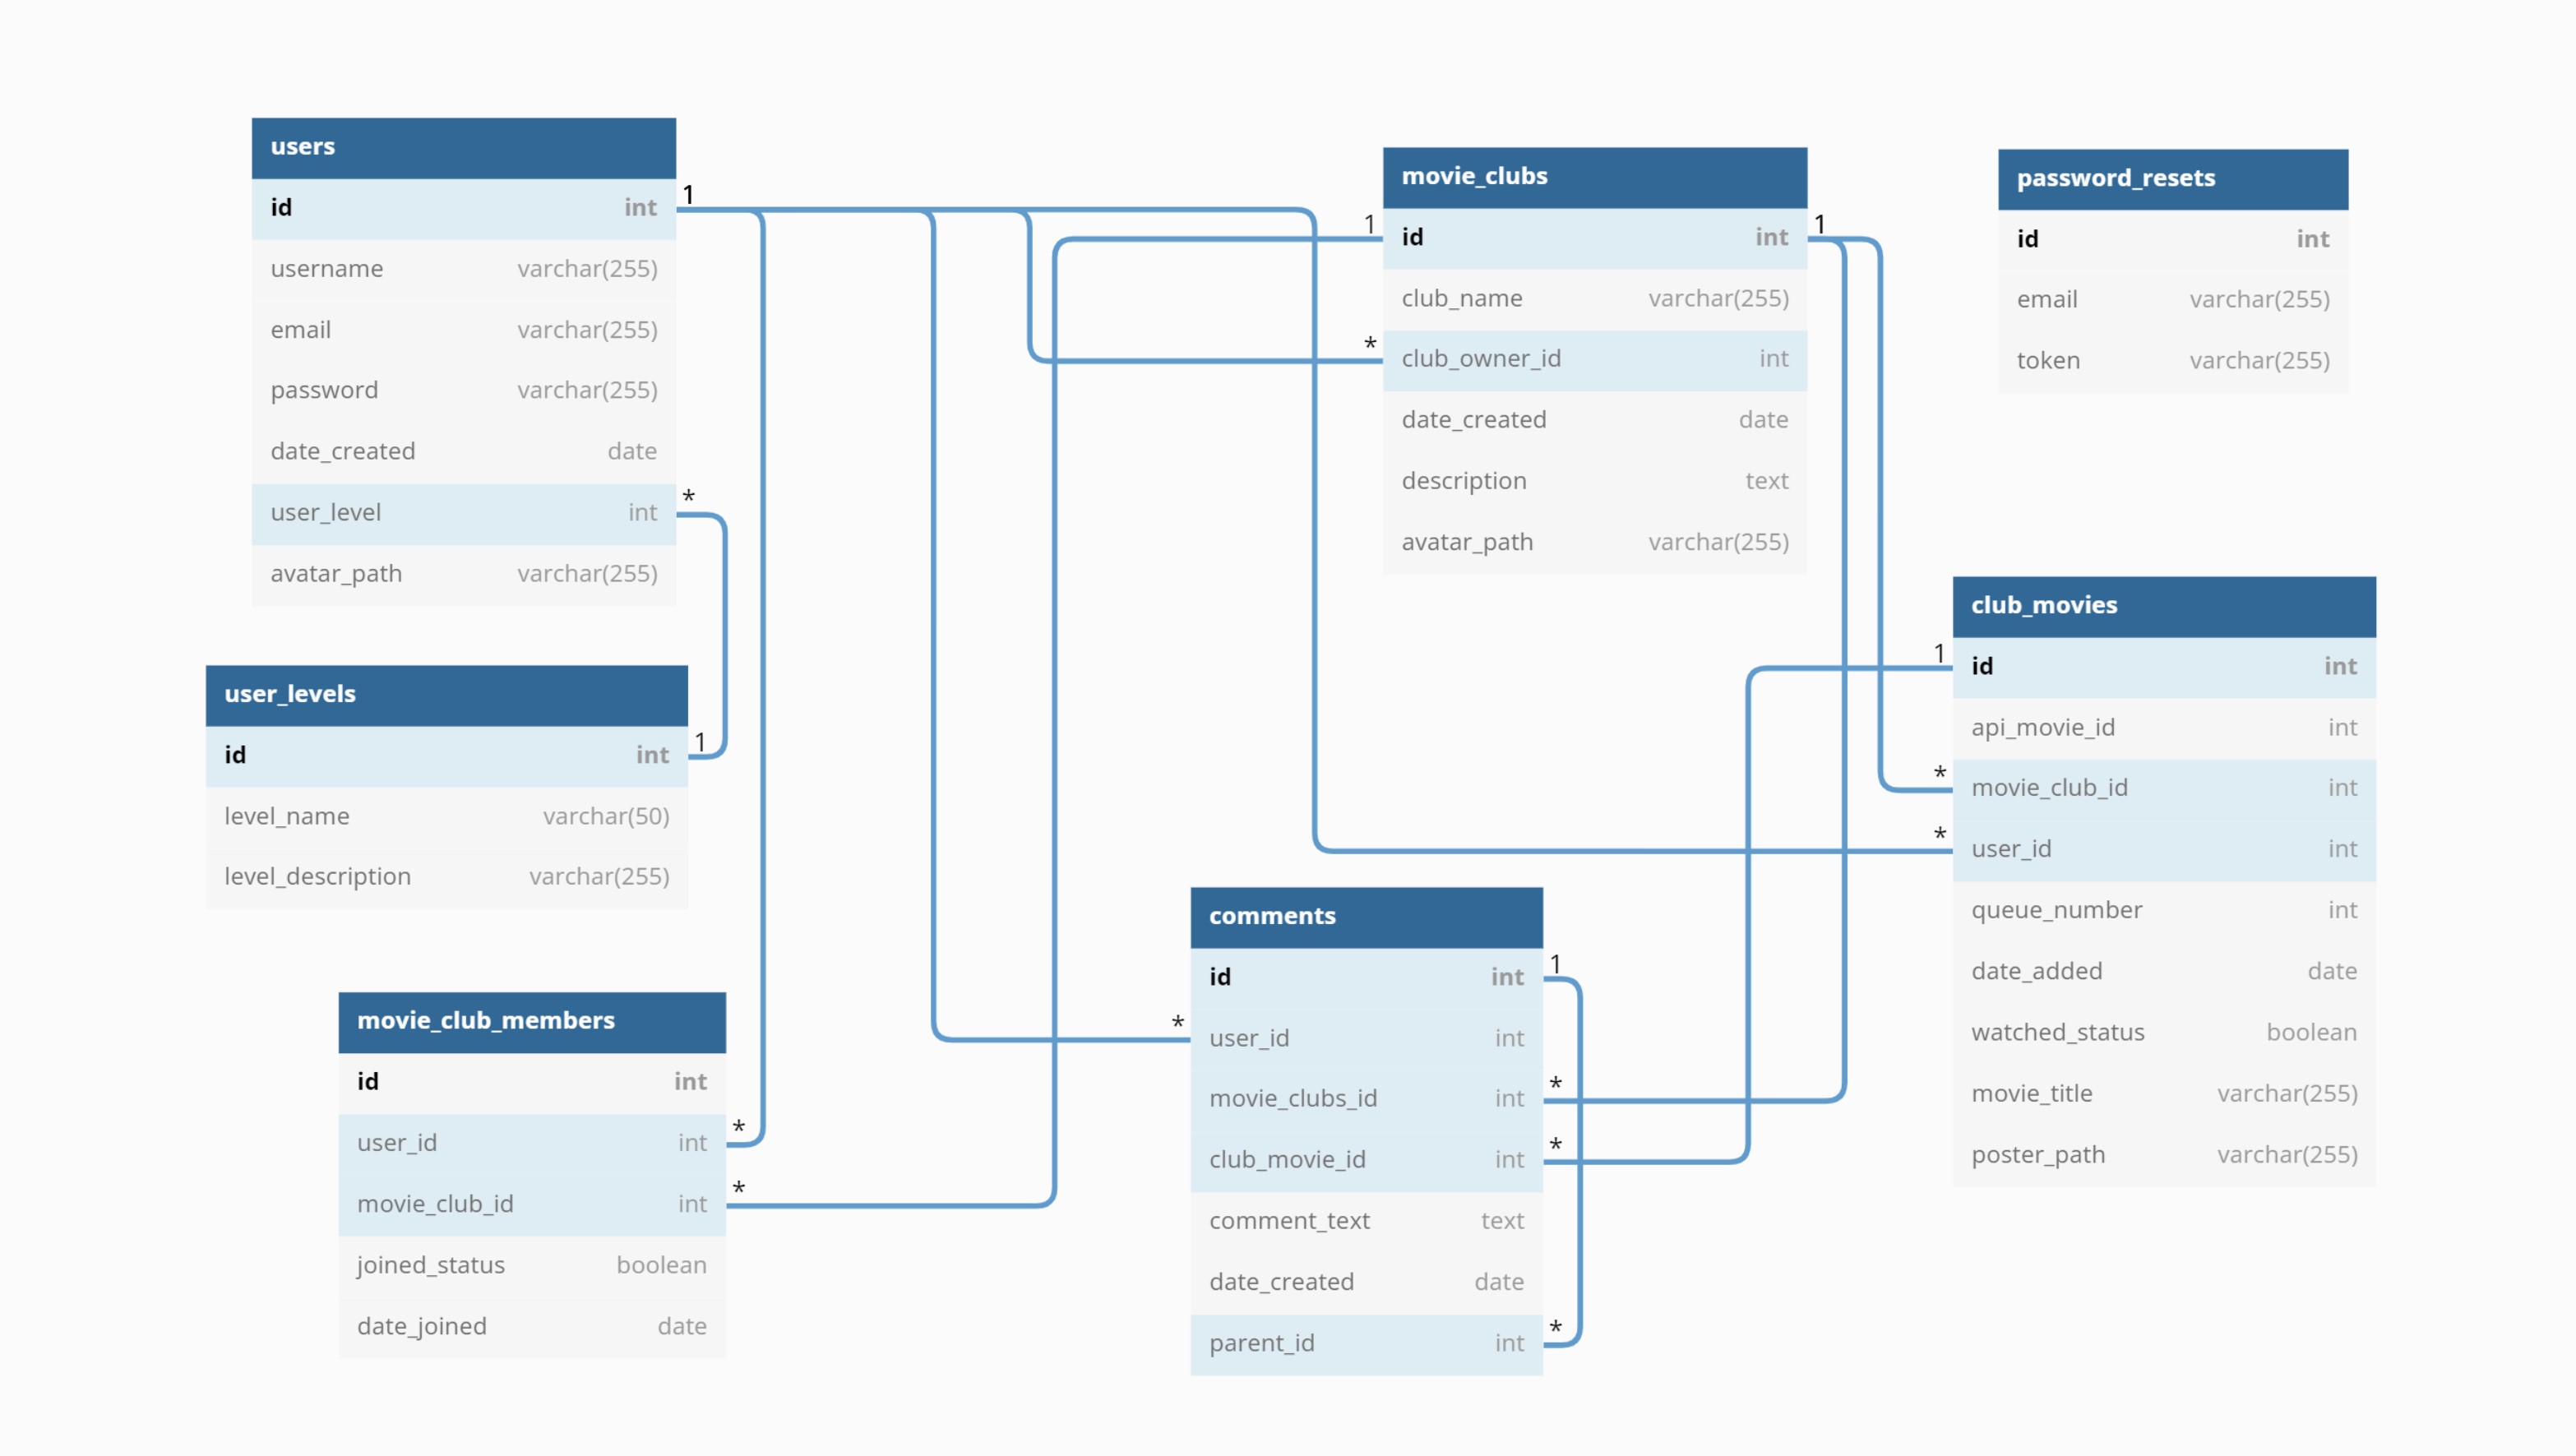 users
1
id int
username varchar(255)
email varchar(255)
password varchar(255)
date_created date
*
user_level int
avatar_path varchar(255)
user_levels
1
id int
level_name varchar(50)
level_description varchar(255)
movie_club_members
id int
*
user_id int
*
movie_club_id int
joined_status boolean
date_joined date
movie_clubs
1 1
id int
club_name varchar(255)
*
club_owner_id int
date_created date
description text
avatar_path varchar(255)
comments
1
id int
*
user_id int
*
movie_clubs_id int
*
club_movie_id int
comment_text text
date_created date
*
parent_id int
password_resets
id int
email varchar(255)
token varchar(255)
club_movies
1
id int
api_movie_id int
*
movie_club_id int
*
user_id int
queue_number int
date_added date
watched_status boolean
movie_title varchar(255)
poster_path varchar(255)